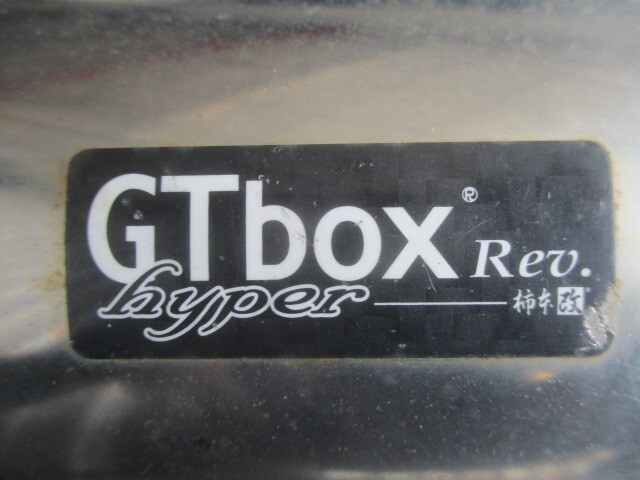 GTbox® Rev.
hyper 柿本改